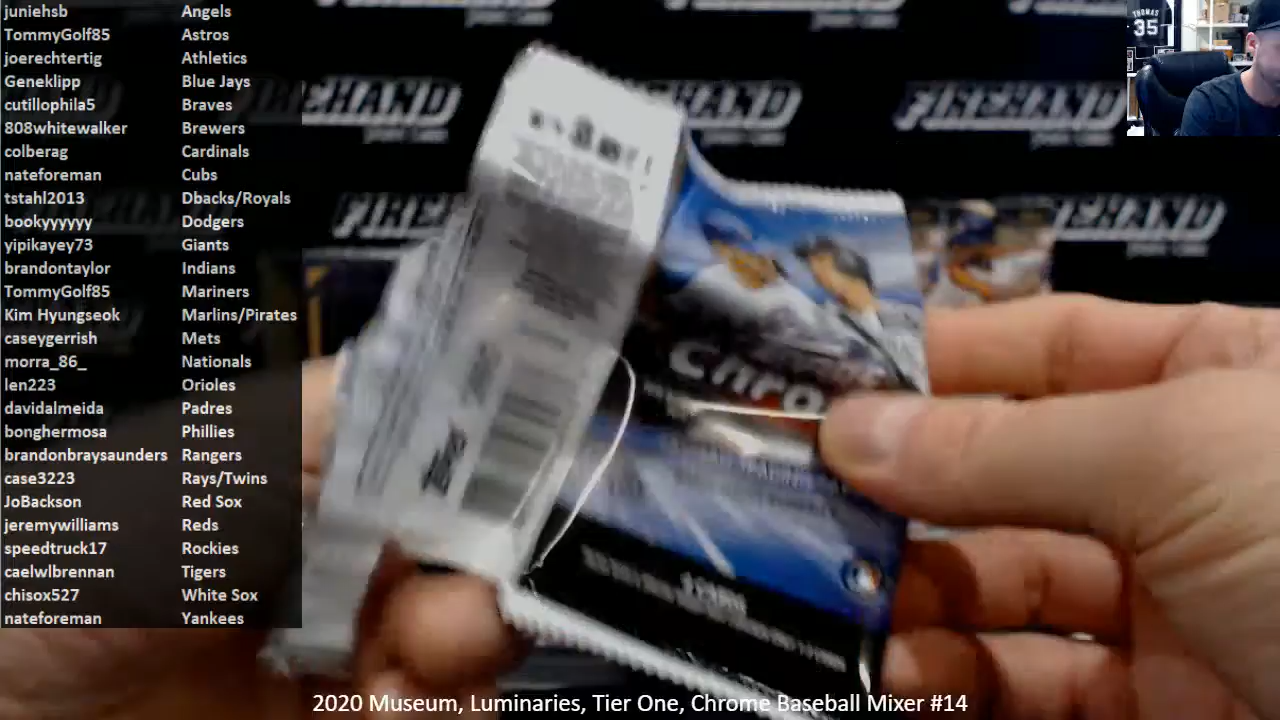 juniehsb Angels
TommyGolf85 Astros
joerechtertig Athletics
Geneklipp Blue Jays
cutillophila5 Braves
808whitewalker Brewers
colberag Cardinals
nateforeman Cubs
tstahl2013 Dbacks/Royals
bookyyyyyy Dodgers
yipikayey73 Giants
brandontaylor Indians
TommyGolf85 Mariners
Kim Hyungseok Marlins/Pirates
caseygerrish Mets
morra_86_ Nationals
len223 Orioles
davidalmeida Padres
bonghermosa Phillies
brandonbraysaunders Rangers
case3223 Rays/Twins
JoBackson Red Sox
jeremywilliams Reds
speedtruck17 Rockies
caelwlbrennan Tigers
chisox527 White Sox
nateforeman Yankees
FIREHAND
FIREHAND
THOMAS
35
Chro
2020 Museum, Luminaries, Tier One, Chrome Baseball Mixer #14